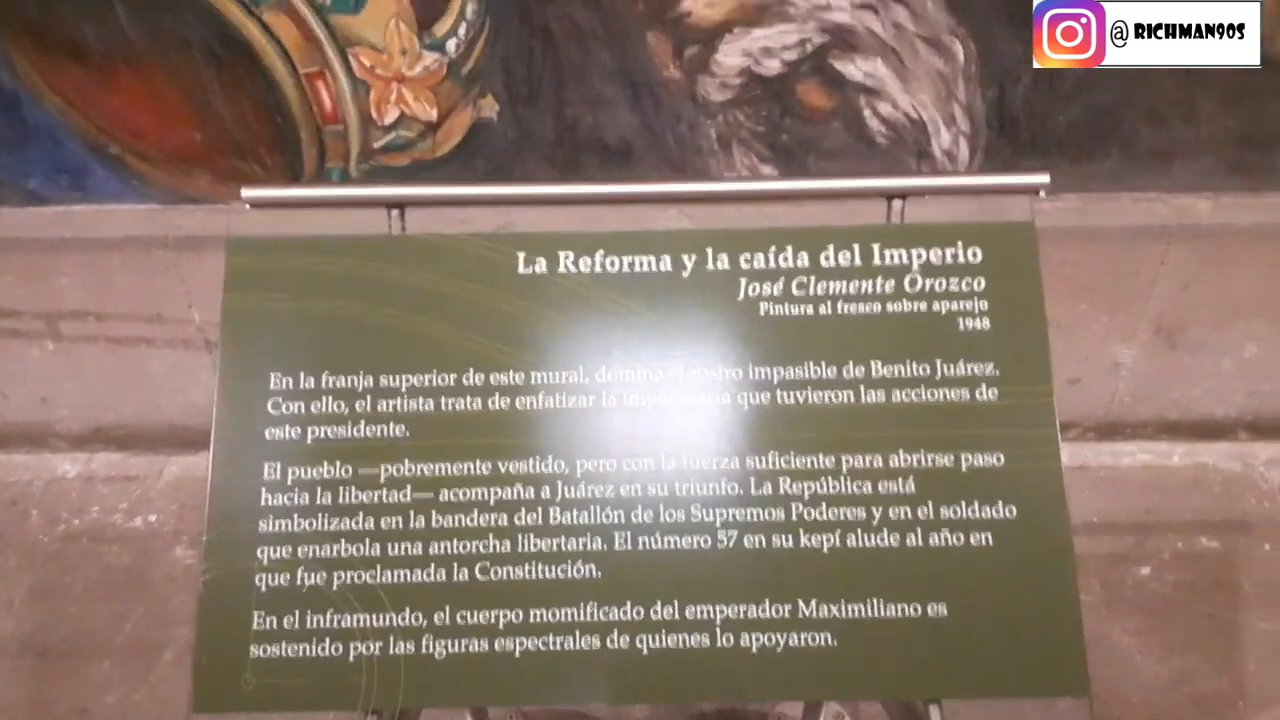 @ RICHMAN90S
La Reforma y la caída del Imperio
José Clemente Orozco
Pintura al fresco sobre aparejo
1948
En la franja superior de este mural, domina el rostro impasible de Benito Juárez.
Con ello, el artista trata de enfatizar la importancia que tuvieron las acciones de
este presidente.
El pueblo —pobremente vestido, pero con la fuerza suficiente para abrirse paso
hacia la libertad— acompaña a Juárez en su triunfo. La República está
simbolizada en la bandera del Batallón de los Supremos Poderes y en el soldado
que enarbola una antorcha libertaria. El número 57 en su kepí alude al año en
que fue proclamada la Constitución.
En el inframundo, el cuerpo momificado del emperador Maximiliano es
sostenido por las figuras espectrales de quienes lo apoyaron.